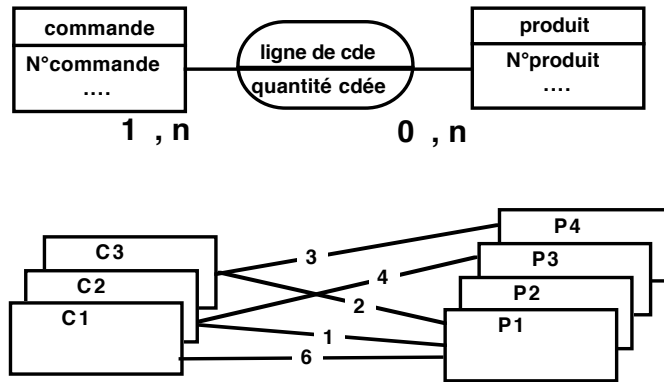 commande
N°commande
....
ligne de cde
quantité cdée
produit
N°produit
....
1 , n
0 , n
C3
C2
C1
3
4
2
1
6
P4
P3
P2
P1